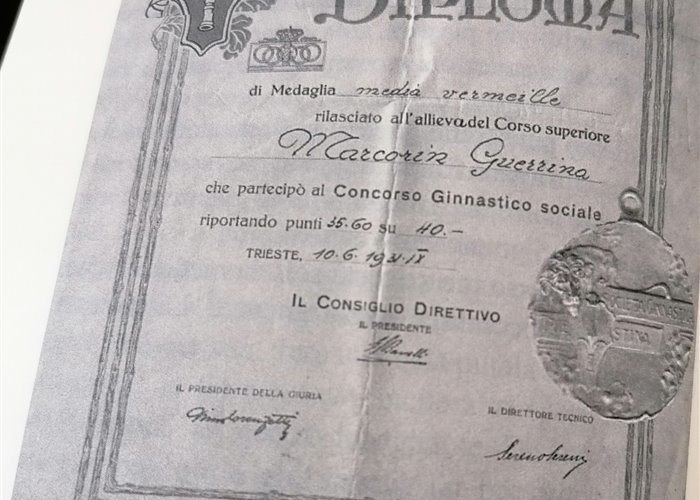 DIPLOMA
di Medaglia media vermeille
rilasciato all'allieva del Corso superiore
Marcorin Guerrina
che partecipò al Concorso Ginnastico sociale
riportando punti 35.60 su 40.-
TRIESTE, 10.6.1931.IX
IL CONSIGLIO DIRETTIVO
IL PRESIDENTE
IL PRESIDENTE DELLA GIURIA
IL DIRETTORE TECNICO